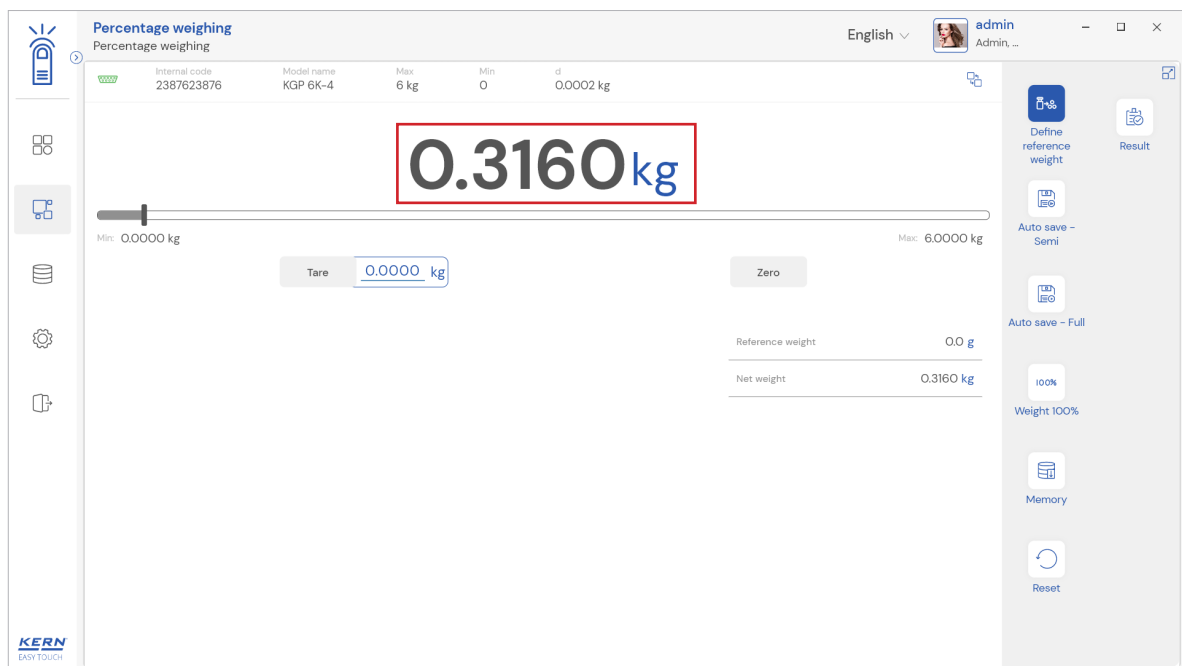 Percentage weighing
Percentage weighing
English
admin
Admin, ...
Internal code
2387623876
Model name
KGP 6K-4
Max
6 kg
Min
0
d
0.0002 kg
0.3160 kg
Min: 0.0000 kg
Max: 6.0000 kg
Tare
0.0000 kg
Zero
Reference weight
0.0 g
Net weight
0.3160 kg
Define
reference
weight
Result
Auto save -
Semi
Auto save - Full
100%
Weight 100%
Memory
Reset
KERN
EASY TOUCH